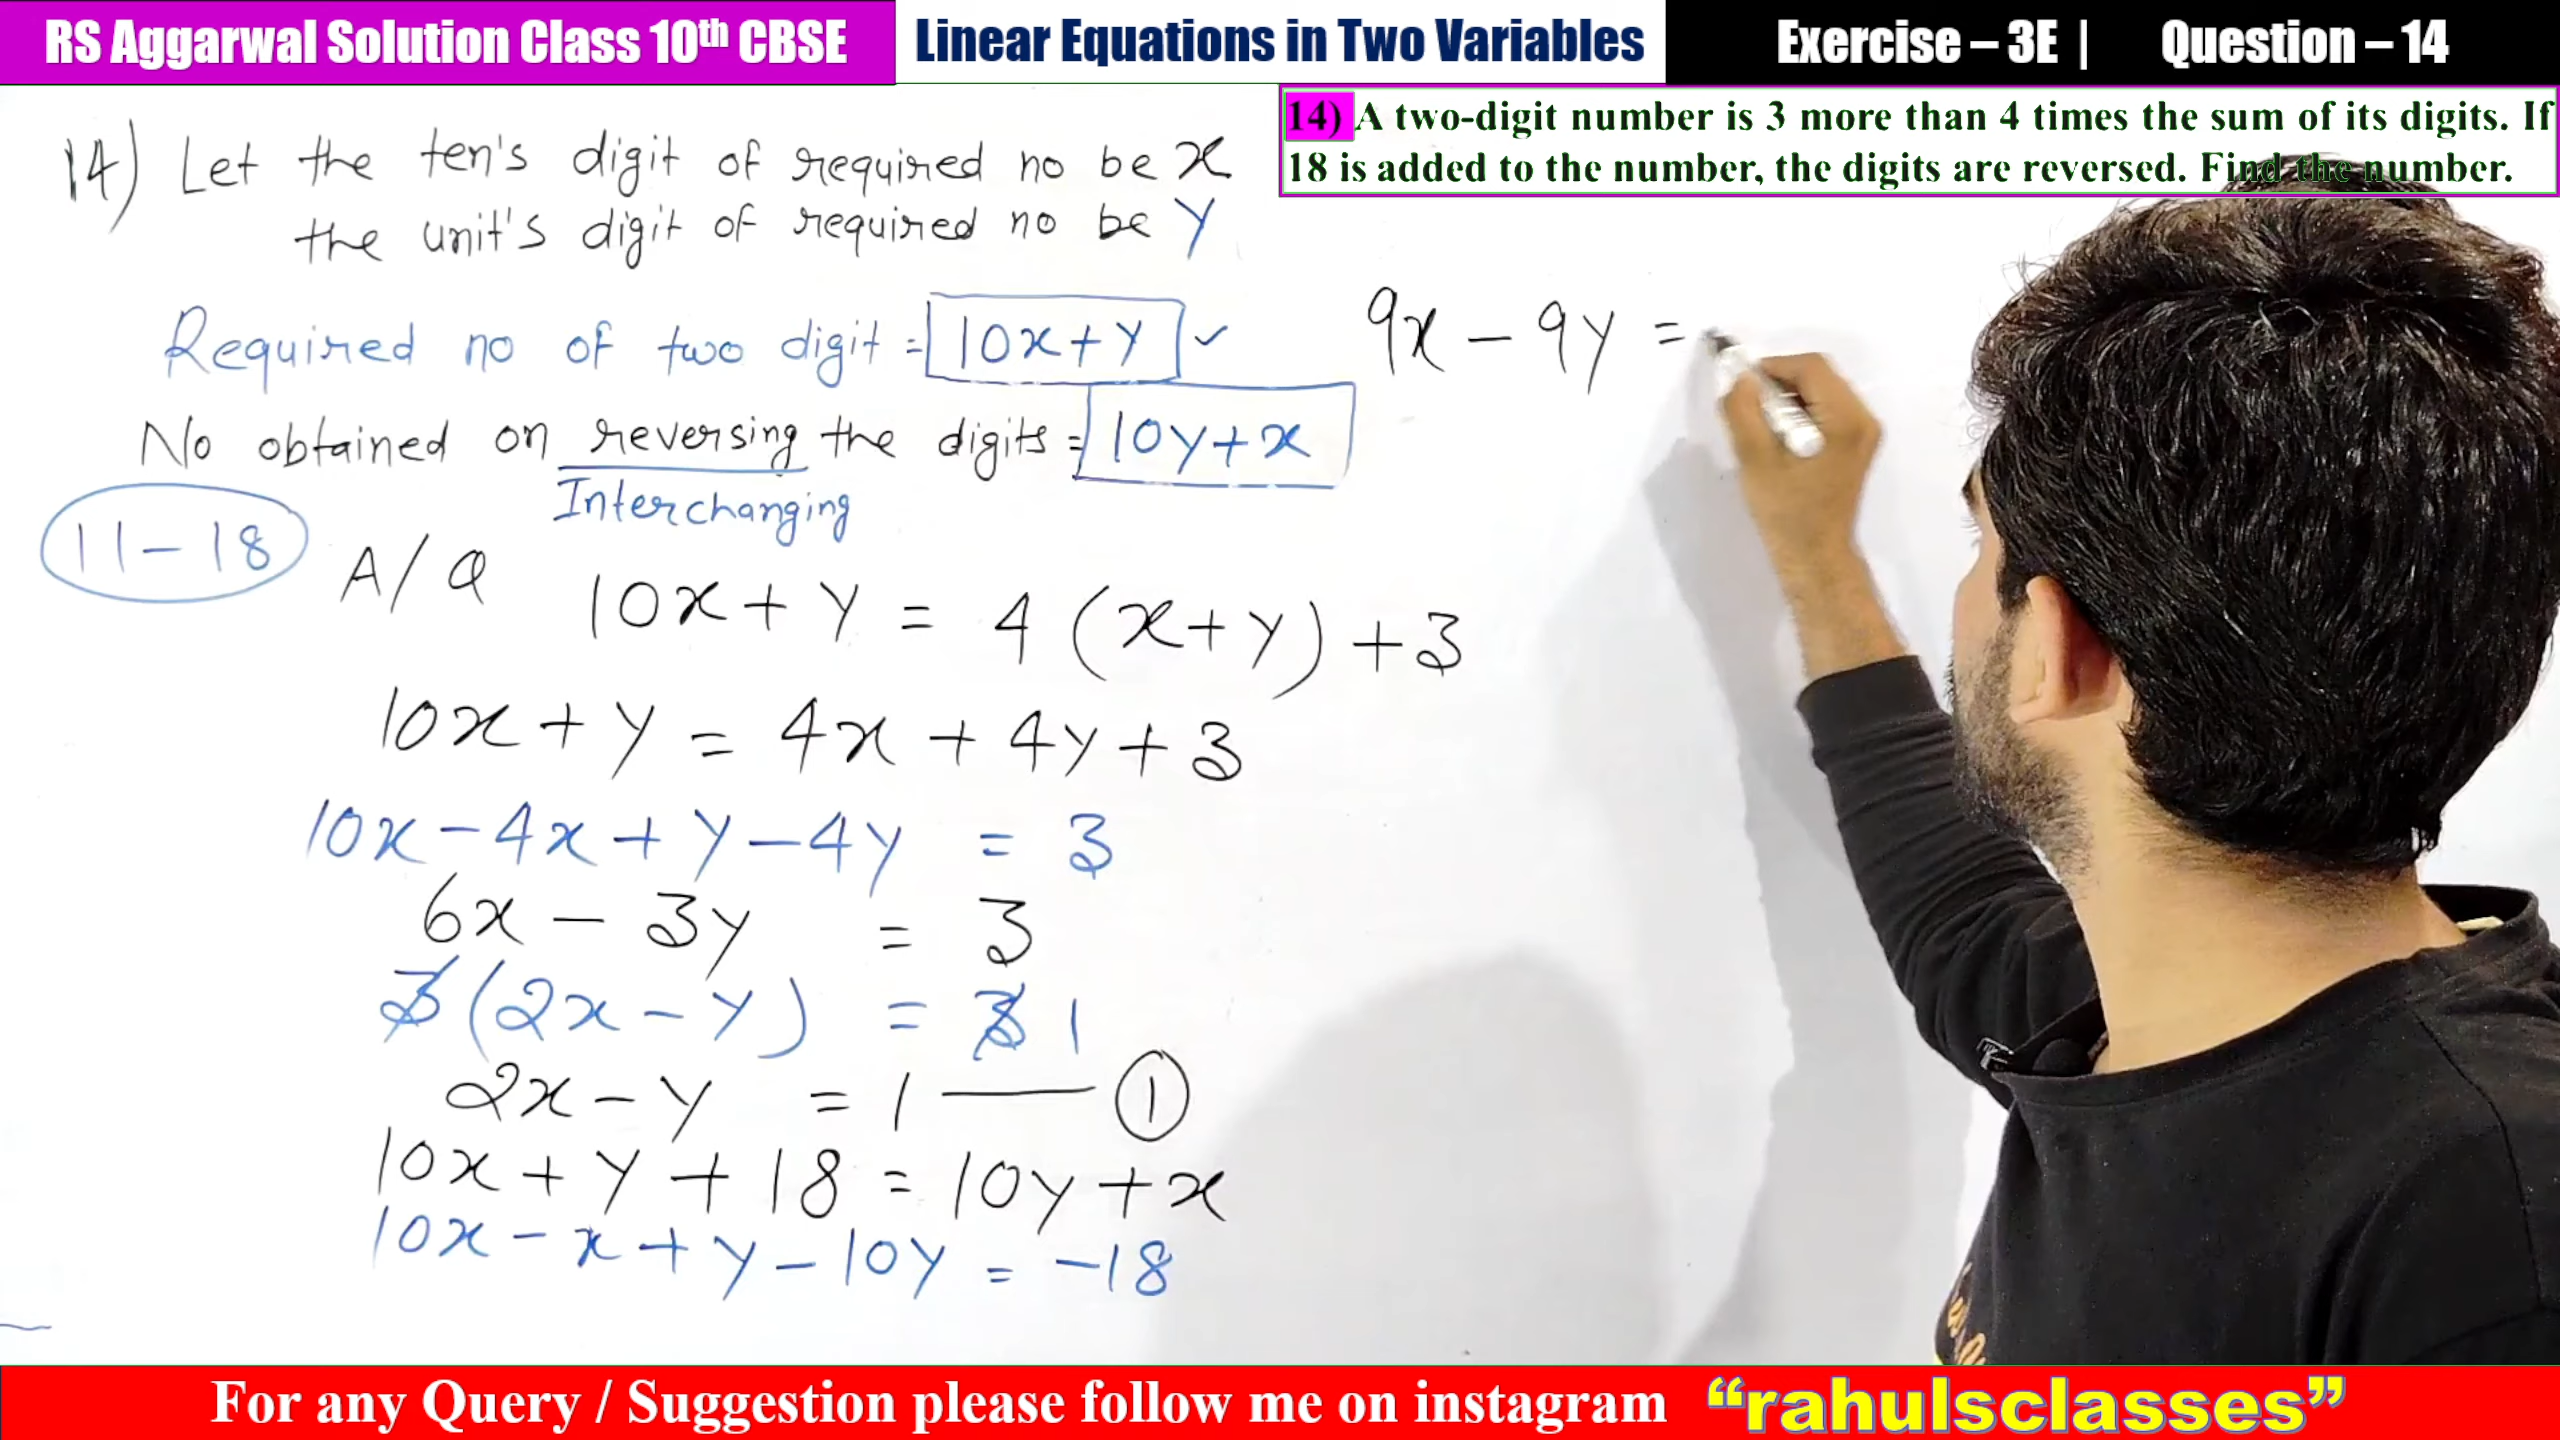 RS Aggarwal Solution Class 10th CBSE
Linear Equations in Two Variables
Exercise – 3E | Question – 14
14) A two-digit number is 3 more than 4 times the sum of its digits. If
18 is added to the number, the digits are reversed. Find the number.
14) Let the ten's digit of required no be x
the unit's digit of required no be y
Required no of two digit = 10x+y ✓
No obtained on reversing the digits = 10y+x
Interchanging
11-18
A/Q 10x+y = 4(x+y)+3
10x+y = 4x+4y+3
10x-4x+y-4y = 3
6x-3y = 3
3(2x-y) = 3 1
2x-y = 1 — ①
10x+y+18 = 10y+x
10x-x+y-10y = -18
9x-9y =
For any Query / Suggestion please follow me on instagram “rahulsclasses”